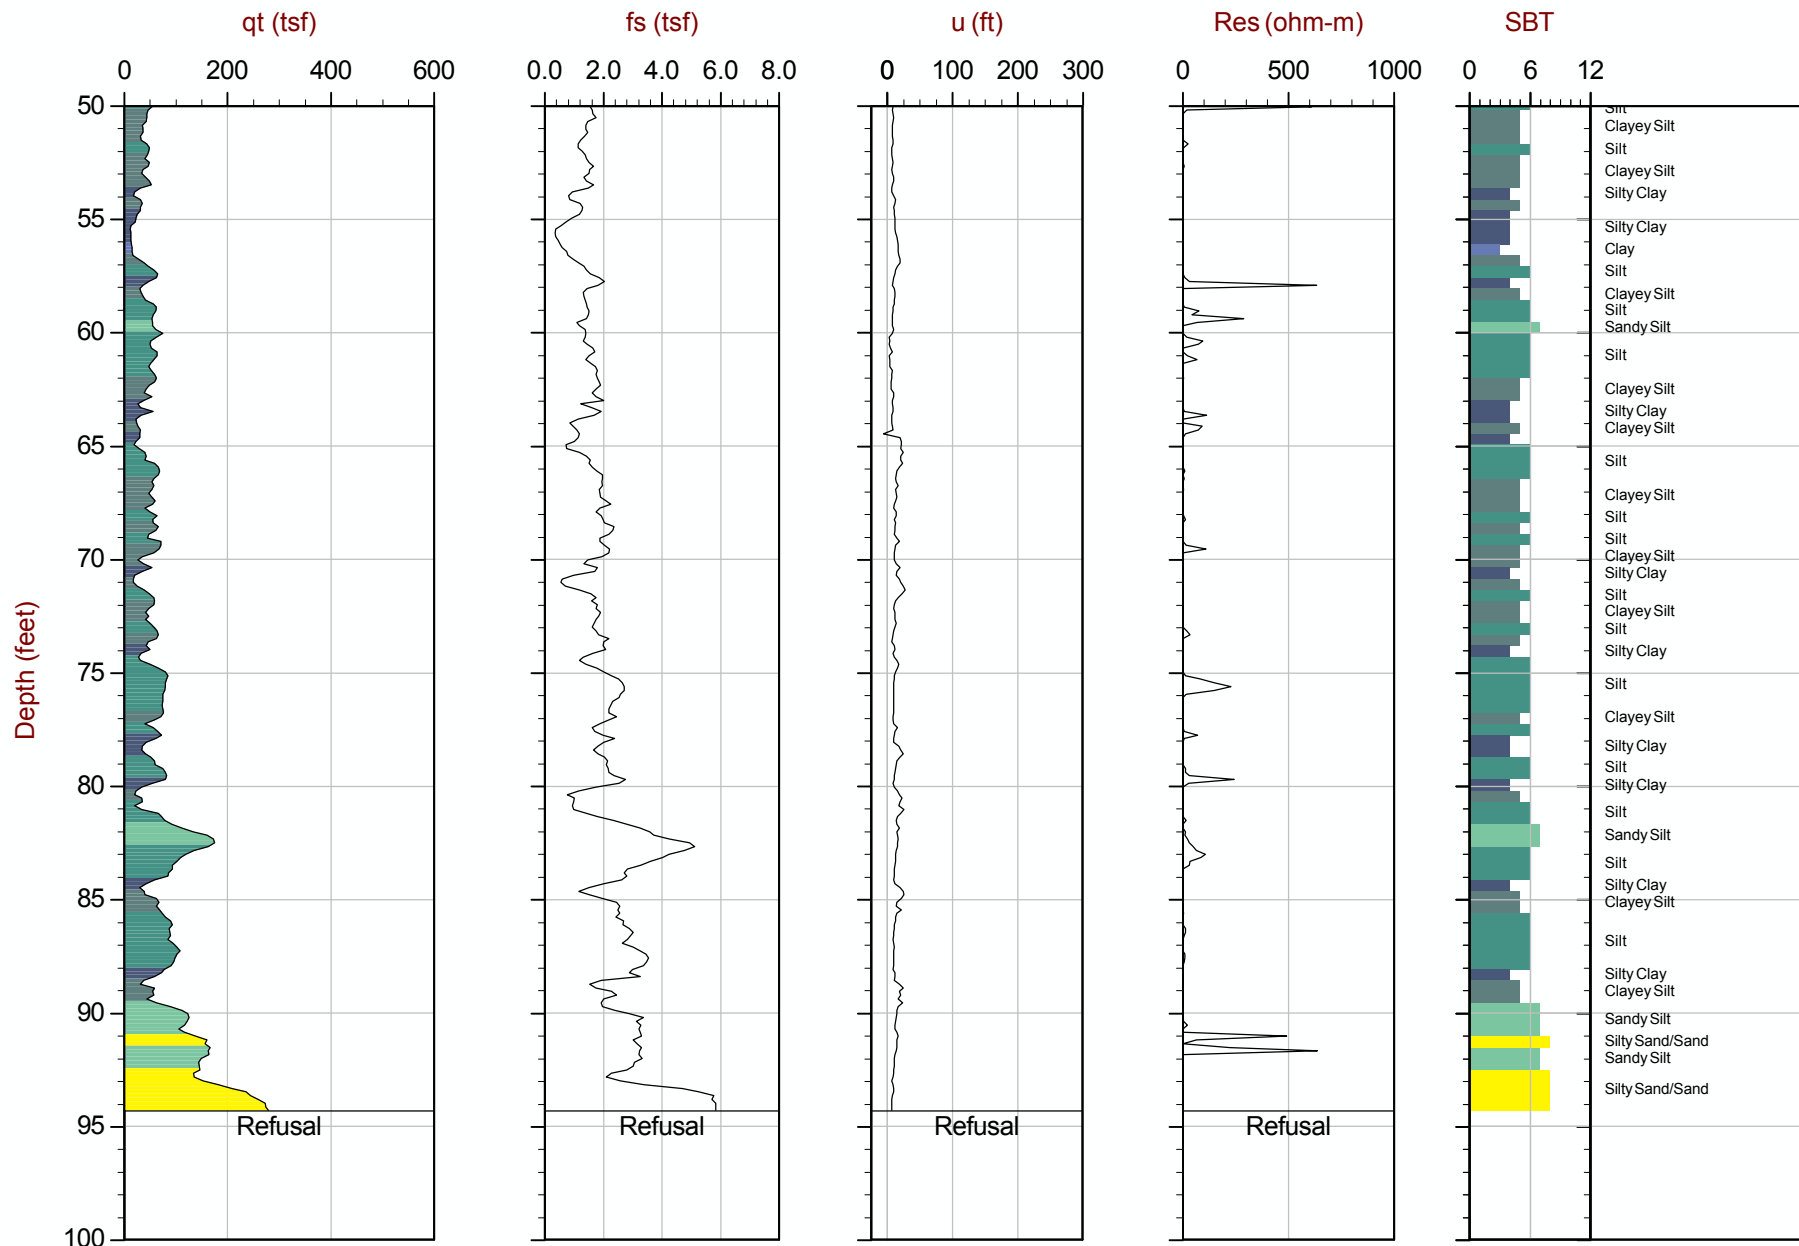 qt (tsf) fs (tsf) u (ft) Res (ohm-m) SBT
0 200 400 600 0.0 2.0 4.0 6.0 8.0 0 100 200 300 0 500 1000 0 6 12
50
Silt
Clayey Silt
Silt
Clayey Silt
Silty Clay
55
Silty Clay
Clay
Silt
Clayey Silt
Silt
Sandy Silt
60
Silt
Clayey Silt
Silty Clay
Clayey Silt
65
Silt
Clayey Silt
Silt
Silt
Clayey Silt
70
Silty Clay
Silt
Clayey Silt
Silt
Silty Clay
75
Silt
Clayey Silt
Silty Clay
Silt
Silty Clay
80
Silt
Sandy Silt
Silt
Silty Clay
85
Clayey Silt
Silt
Silty Clay
Clayey Silt
90
Sandy Silt
Silty Sand/Sand
Sandy Silt
Silty Sand/Sand
95
Refusal Refusal Refusal Refusal
100
Depth (feet)